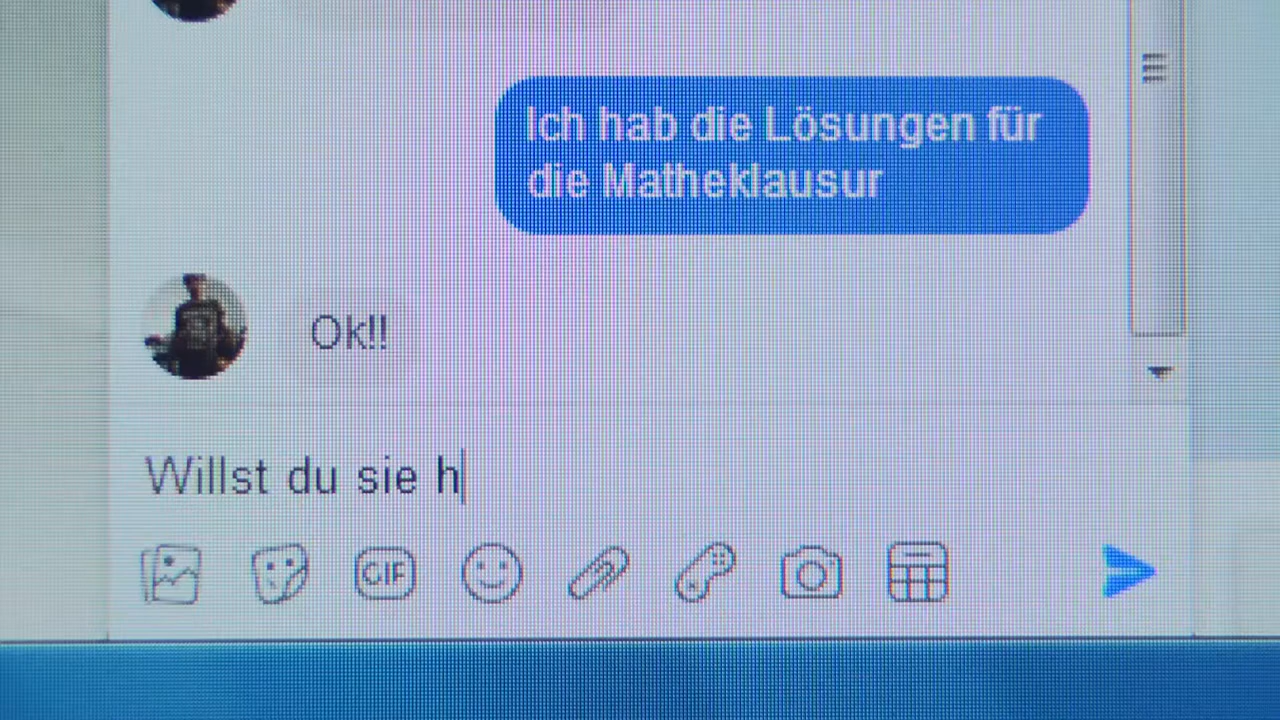 Ich hab die Lösungen für
die Matheklausur
Ok!!
Willst du sie h
GIF